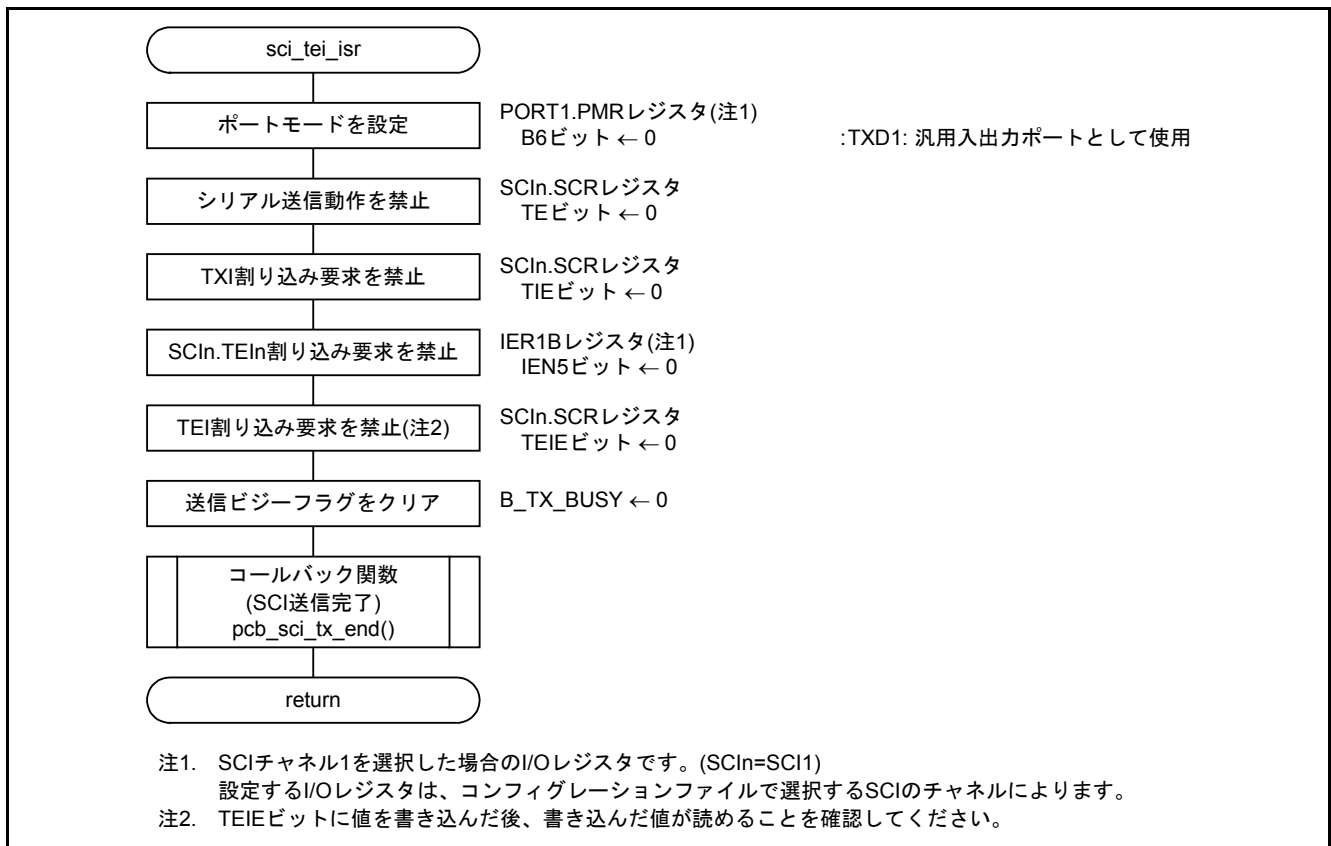 sci_tei_isr
ポートモードを設定
PORT1.PMRレジスタ(注1)
B6ビット ← 0 :TXD1: 汎用入出力ポートとして使用
シリアル送信動作を禁止
SCIn.SCRレジスタ
TEビット ← 0
TXI割り込み要求を禁止
SCIn.SCRレジスタ
TIEビット ← 0
SCIn.TEIn割り込み要求を禁止
IER1Bレジスタ(注1)
IEN5ビット ← 0
TEI割り込み要求を禁止(注2)
SCIn.SCRレジスタ
TEIEビット ← 0
送信ビジーフラグをクリア
B_TX_BUSY ← 0
コールバック関数
(SCI送信完了)
pcb_sci_tx_end()
return
注1. SCIチャネル1を選択した場合のI/Oレジスタです。(SCIn=SCI1)
設定するI/Oレジスタは、コンフィグレーションファイルで選択するSCIのチャネルによります。
注2. TEIEビットに値を書き込んだ後、書き込んだ値が読めることを確認してください。